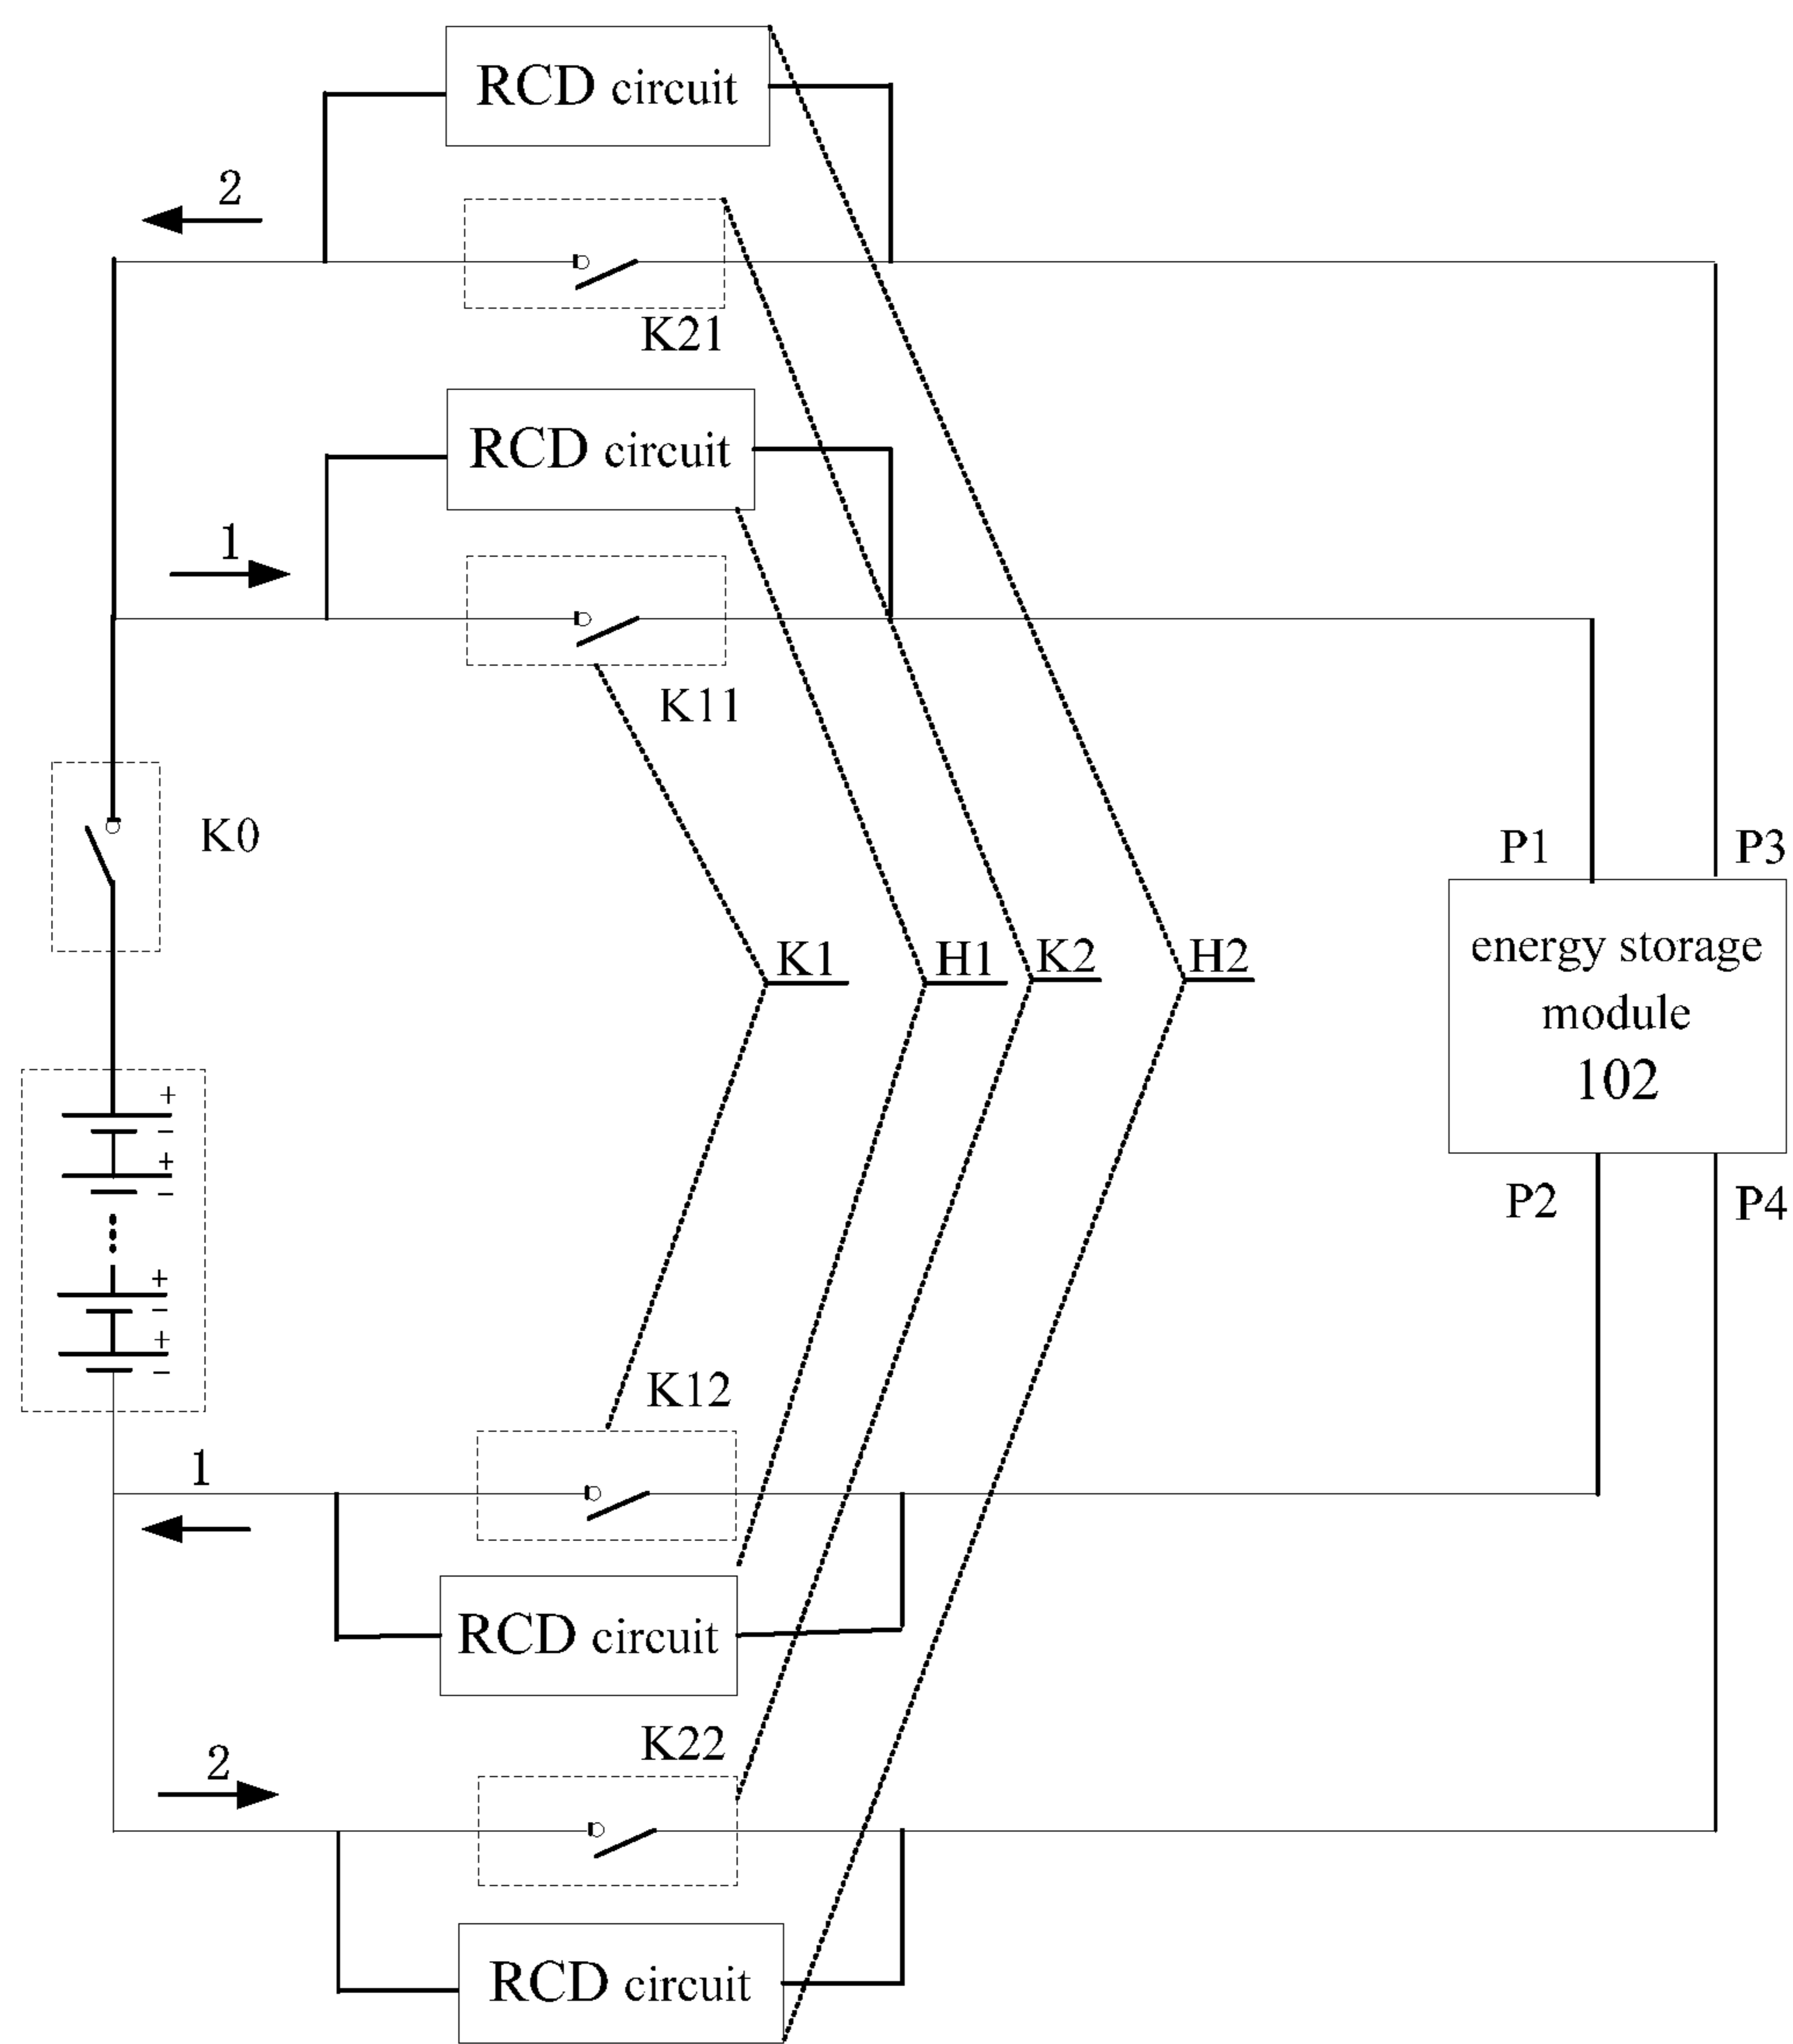 RCD circuit
2
K21
RCD circuit
1
K11
K0
P1
P3
K1
H1
K2
H2
energy storage
module
102
+
−
+
−
P2
P4
+
−
+
−
K12
1
RCD circuit
K22
2
RCD circuit